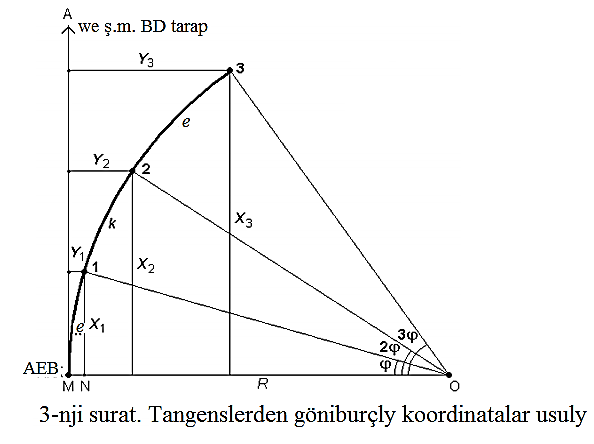 A
we ş.m. BD tarap
Y3
3
e
Y2
2
k
X3
Y1
1
X2
e X1
3φ
2φ
φ
AEB:
M N R O
3-nji surat. Tangenslerden göniburçly koordinatalar usuly